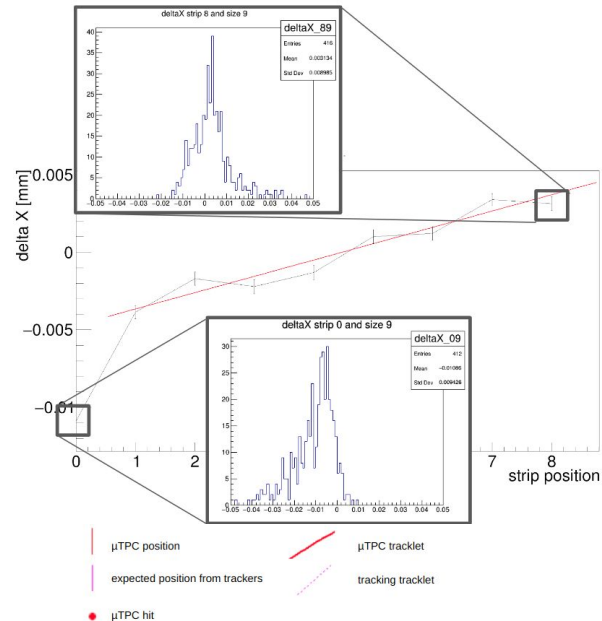 deltaX strip 8 and size 9
deltaX_89
Entries 416
Mean 0.003134
Std Dev 0.008985
40
35
30
25
20
15
10
5
0
-0.05 -0.04 -0.03 -0.02 -0.01 0 0.01 0.02 0.03 0.04 0.05
delta X [mm]
0.005
0
-0.005
-0.01
deltaX strip 0 and size 9
deltaX_09
Entries 412
Mean -0.01086
Std Dev 0.009426
30
25
20
15
10
5
0
-0.05 -0.04 -0.03 -0.02 -0.01 0 0.01 0.02 0.03 0.04 0.05
0 1 2 7 8
strip position
μTPC position
μTPC tracklet
expected position from trackers
tracking tracklet
μTPC hit